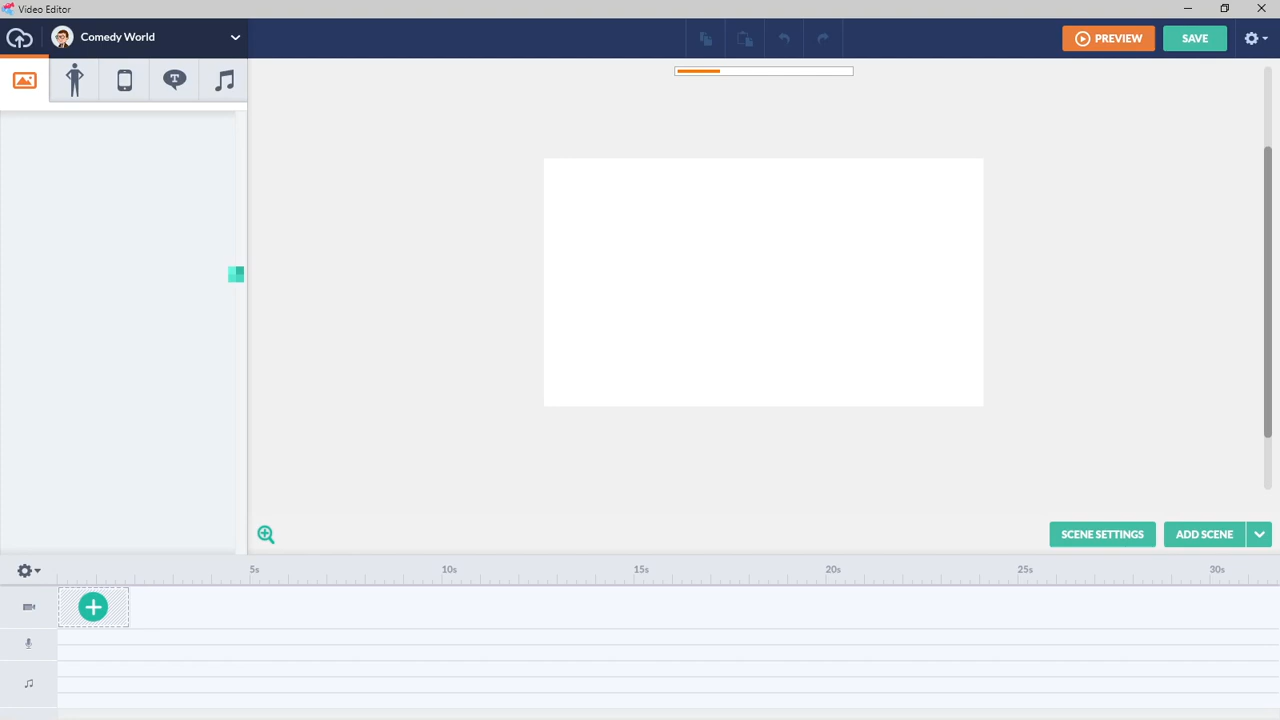 Video Editor
Comedy World
PREVIEW
SAVE
T
SCENE SETTINGS
ADD SCENE
5s 10s 15s 20s 25s 30s